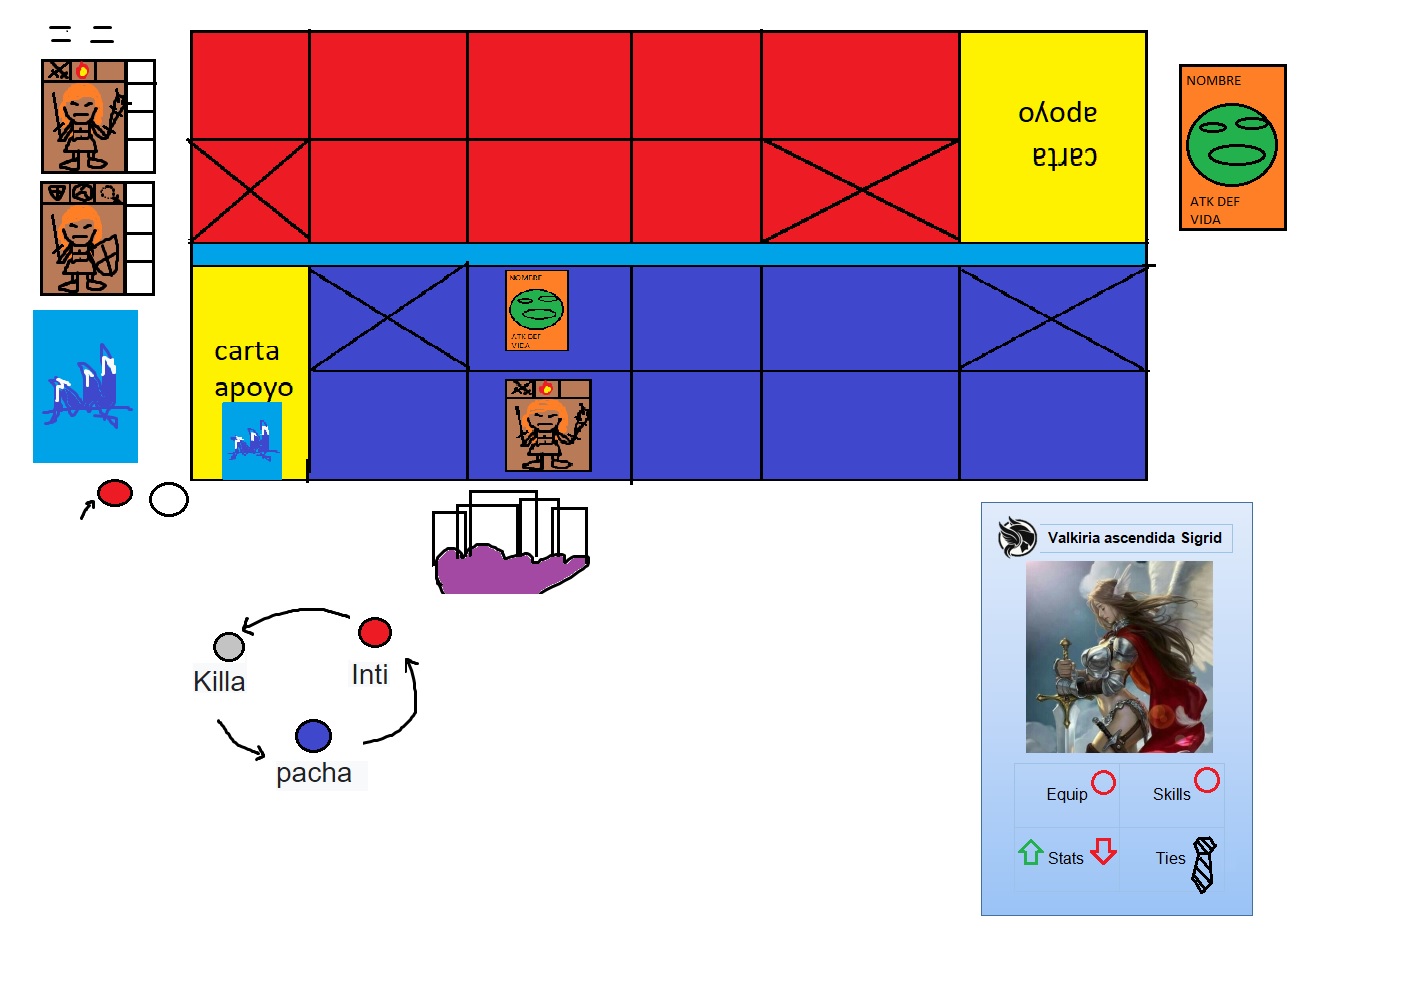 apoyo
carta
NOMBRE
ATK DEF
VIDA
NOMBRE
ATK DEF
VIDA
carta
apoyo
Valkiria ascendida Sigrid
Equip
Skills
Stats
Ties
Killa
Inti
pacha